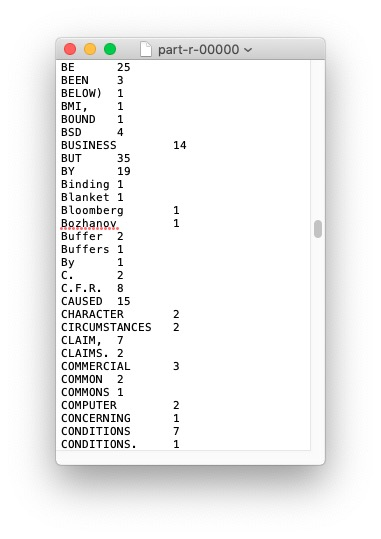 part-r-00000
BE 25
BEEN 3
BELOW) 1
BMI, 1
BOUND 1
BSD 4
BUSINESS 14
BUT 35
BY 19
Binding 1
Blanket 1
Bloomberg 1
Bozhanov 1
Buffer 2
Buffers 1
By 1
C. 2
C.F.R. 8
CAUSED 15
CHARACTER 2
CIRCUMSTANCES 2
CLAIM, 7
CLAIMS. 2
COMMERCIAL 3
COMMON 2
COMMONS 1
COMPUTER 2
CONCERNING 1
CONDITIONS 7
CONDITIONS. 1